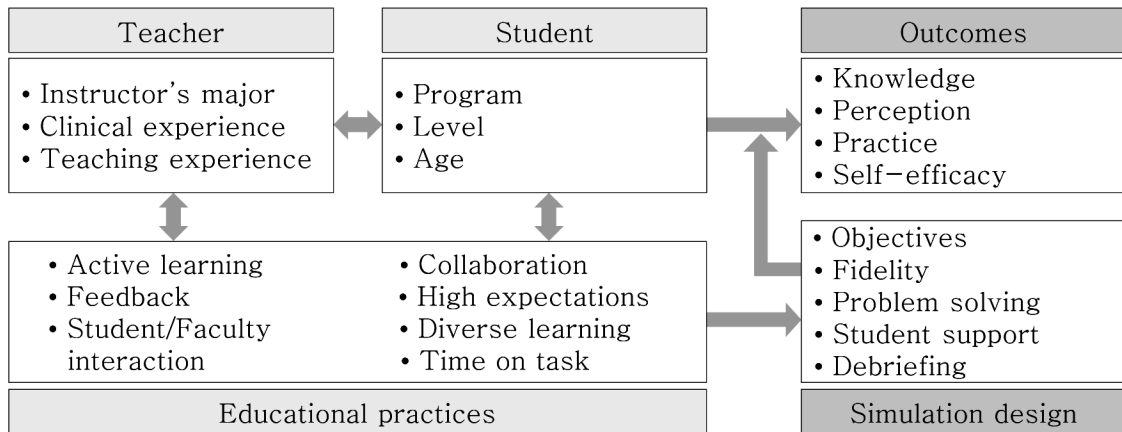 Teacher
• Instructor's major
• Clinical experience
• Teaching experience
Student
• Program
• Level
• Age
Outcomes
• Knowledge
• Perception
• Practice
• Self-efficacy
• Active learning
• Feedback
• Student/Faculty
interaction
• Collaboration
• High expectations
• Diverse learning
• Time on task
Educational practices
• Objectives
• Fidelity
• Problem solving
• Student support
• Debriefing
Simulation design